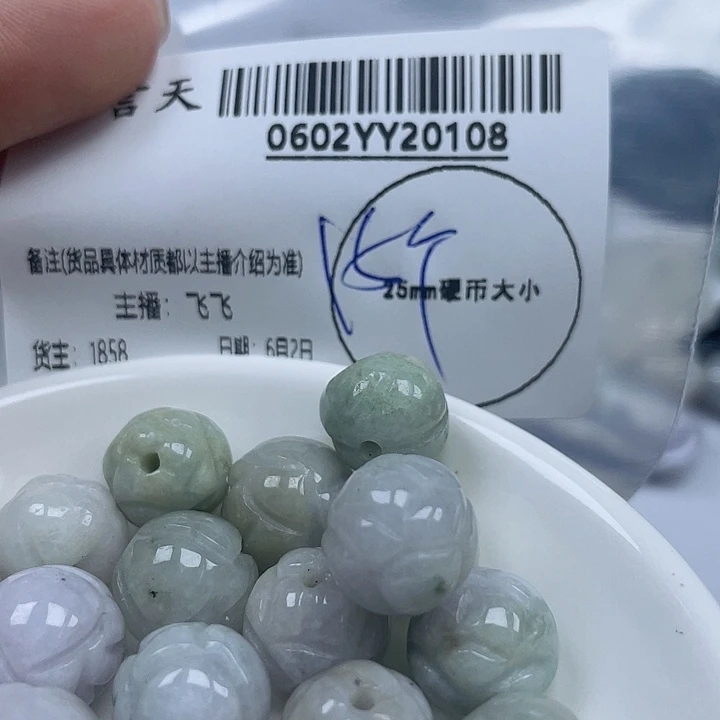 言天
0602YY20108
25mm硬币大小
备注(货品具体材质都以主播介绍为准)
主播: 飞飞
货主: 1858 日期: 6月2日